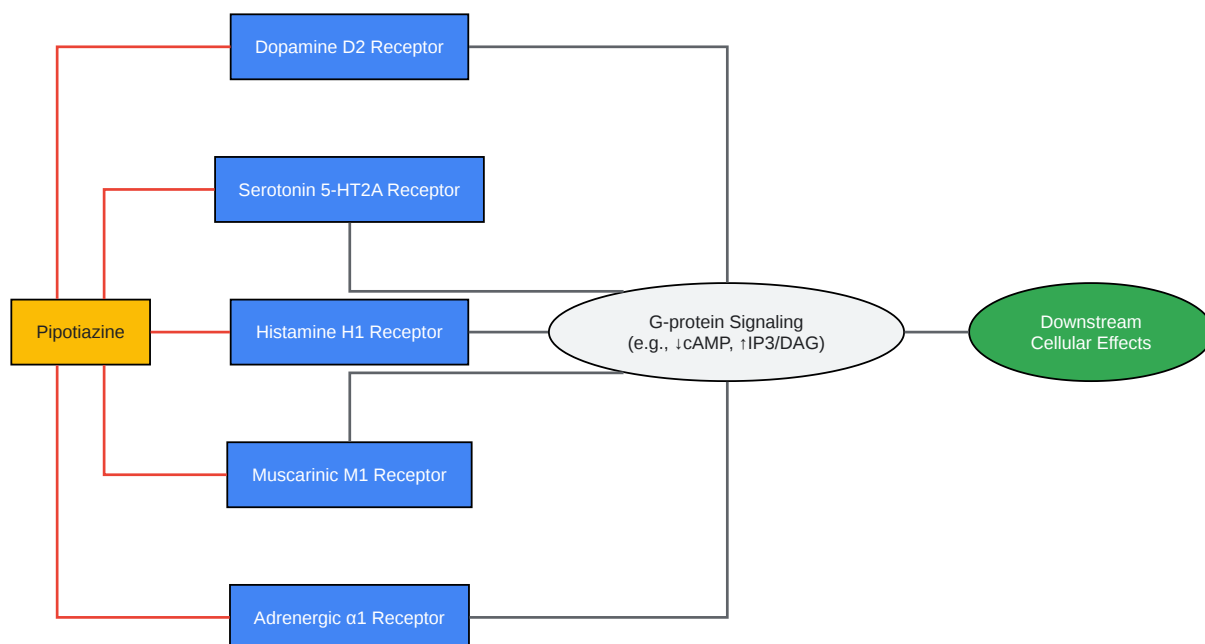 Dopamine D2 Receptor
Serotonin 5-HT2A Receptor
Pipotiazine
Histamine H1 Receptor
G-protein Signaling
(e.g., ↓cAMP, ↑IP3/DAG)
Downstream
Cellular Effects
Muscarinic M1 Receptor
Adrenergic α1 Receptor